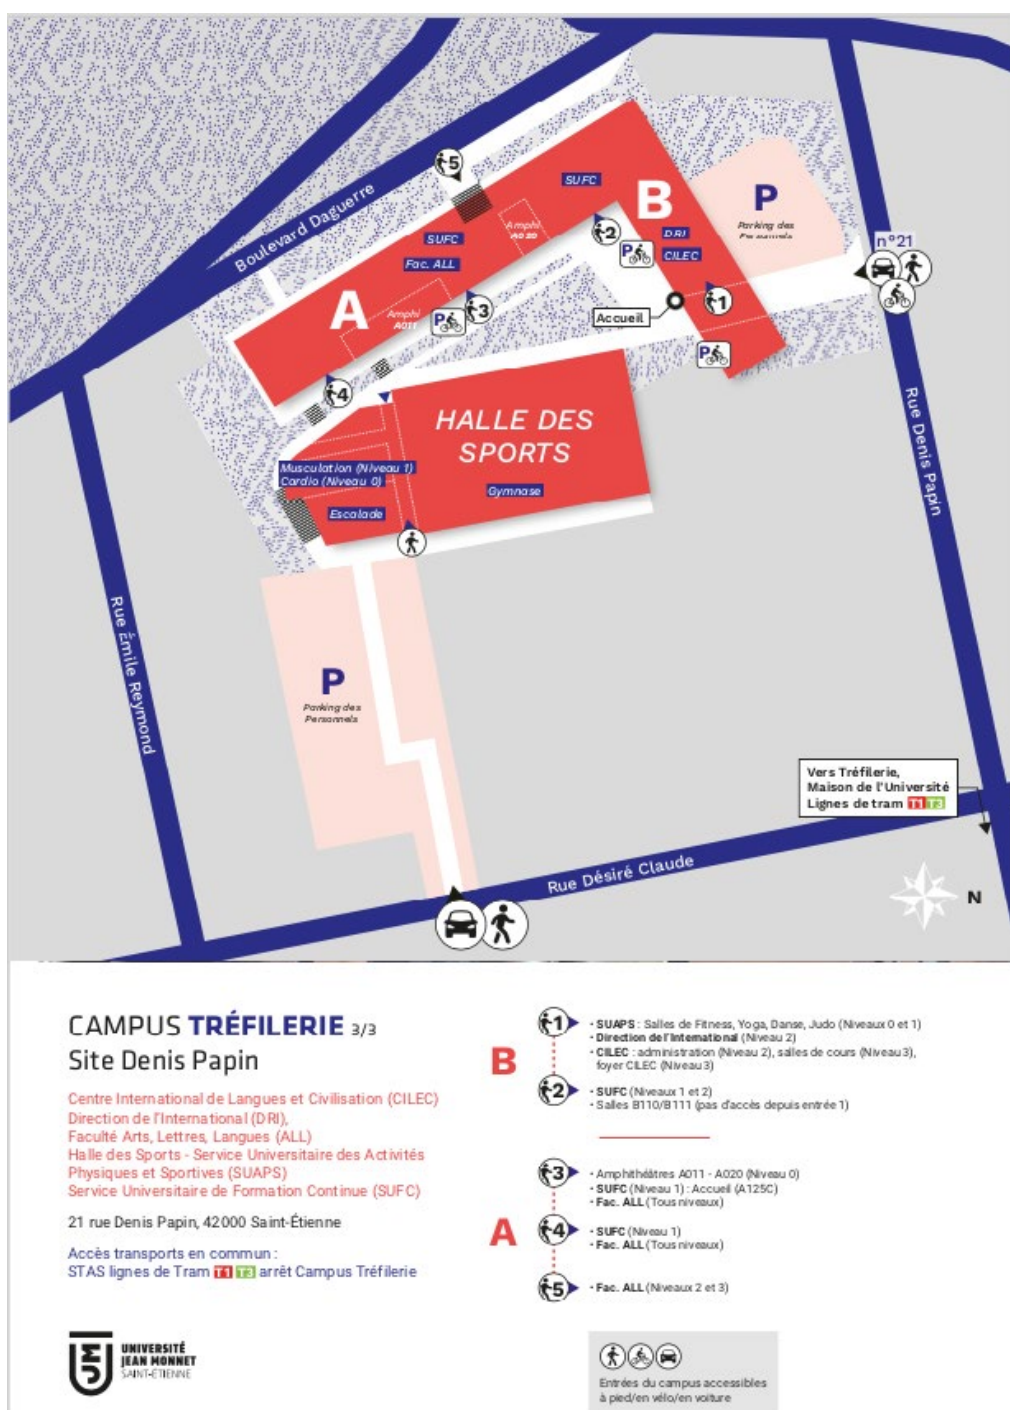 5
Boulevard Daguerre
SUFC
B
P
Parking des
Personnels
n°21
2
DRI
CILEC
P
Amphi
A020
SUFC
Fac. ALL
A
Amphi
A011
P
3
1
Accueil
P
4
HALLE DES
SPORTS
Musculation (Niveau 1)
Cardio (Niveau 0)
Gymnase
Escalade
Rue Denis Papin
Rue Émile Reymond
P
Parking des
Personnels
Vers Tréfilerie,
Maison de l'Université
Lignes de tram T1 T3
Rue Désiré Claude
N
CAMPUS TRÉFILERIE 3/3
Site Denis Papin
Centre International de Langues et Civilisation (CILEC)
Direction de l'International (DRI),
Faculté Arts, Lettres, Langues (ALL)
Halle des Sports - Service Universitaire des Activités
Physiques et Sportives (SUAPS)
Service Universitaire de Formation Continue (SUFC)
21 rue Denis Papin, 42000 Saint-Étienne
Accès transports en commun :
STAS lignes de Tram T1 T3 arrêt Campus Tréfilerie
UJM
UNIVERSITÉ
JEAN MONNET
SAINT-ÉTIENNE
B
1
• SUAPS : Salles de Fitness, Yoga, Danse, Judo (Niveaux 0 et 1)
• Direction de l'International (Niveau 2)
• CILEC : administration (Niveau 2), salles de cours (Niveau 3),
foyer CILEC (Niveau 3)
2
• SUFC (Niveaux 1 et 2)
• Salles B110/B111 (pas d'accès depuis entrée 1)
A
3
• Amphithéâtres A011 - A020 (Niveau 0)
• SUFC (Niveau 1) : Accueil (A125C)
• Fac. ALL (Tous niveaux)
4
• SUFC (Niveau 1)
• Fac. ALL (Tous niveaux)
5
• Fac. ALL (Niveaux 2 et 3)
Entrées du campus accessibles
à pied/en vélo/en voiture